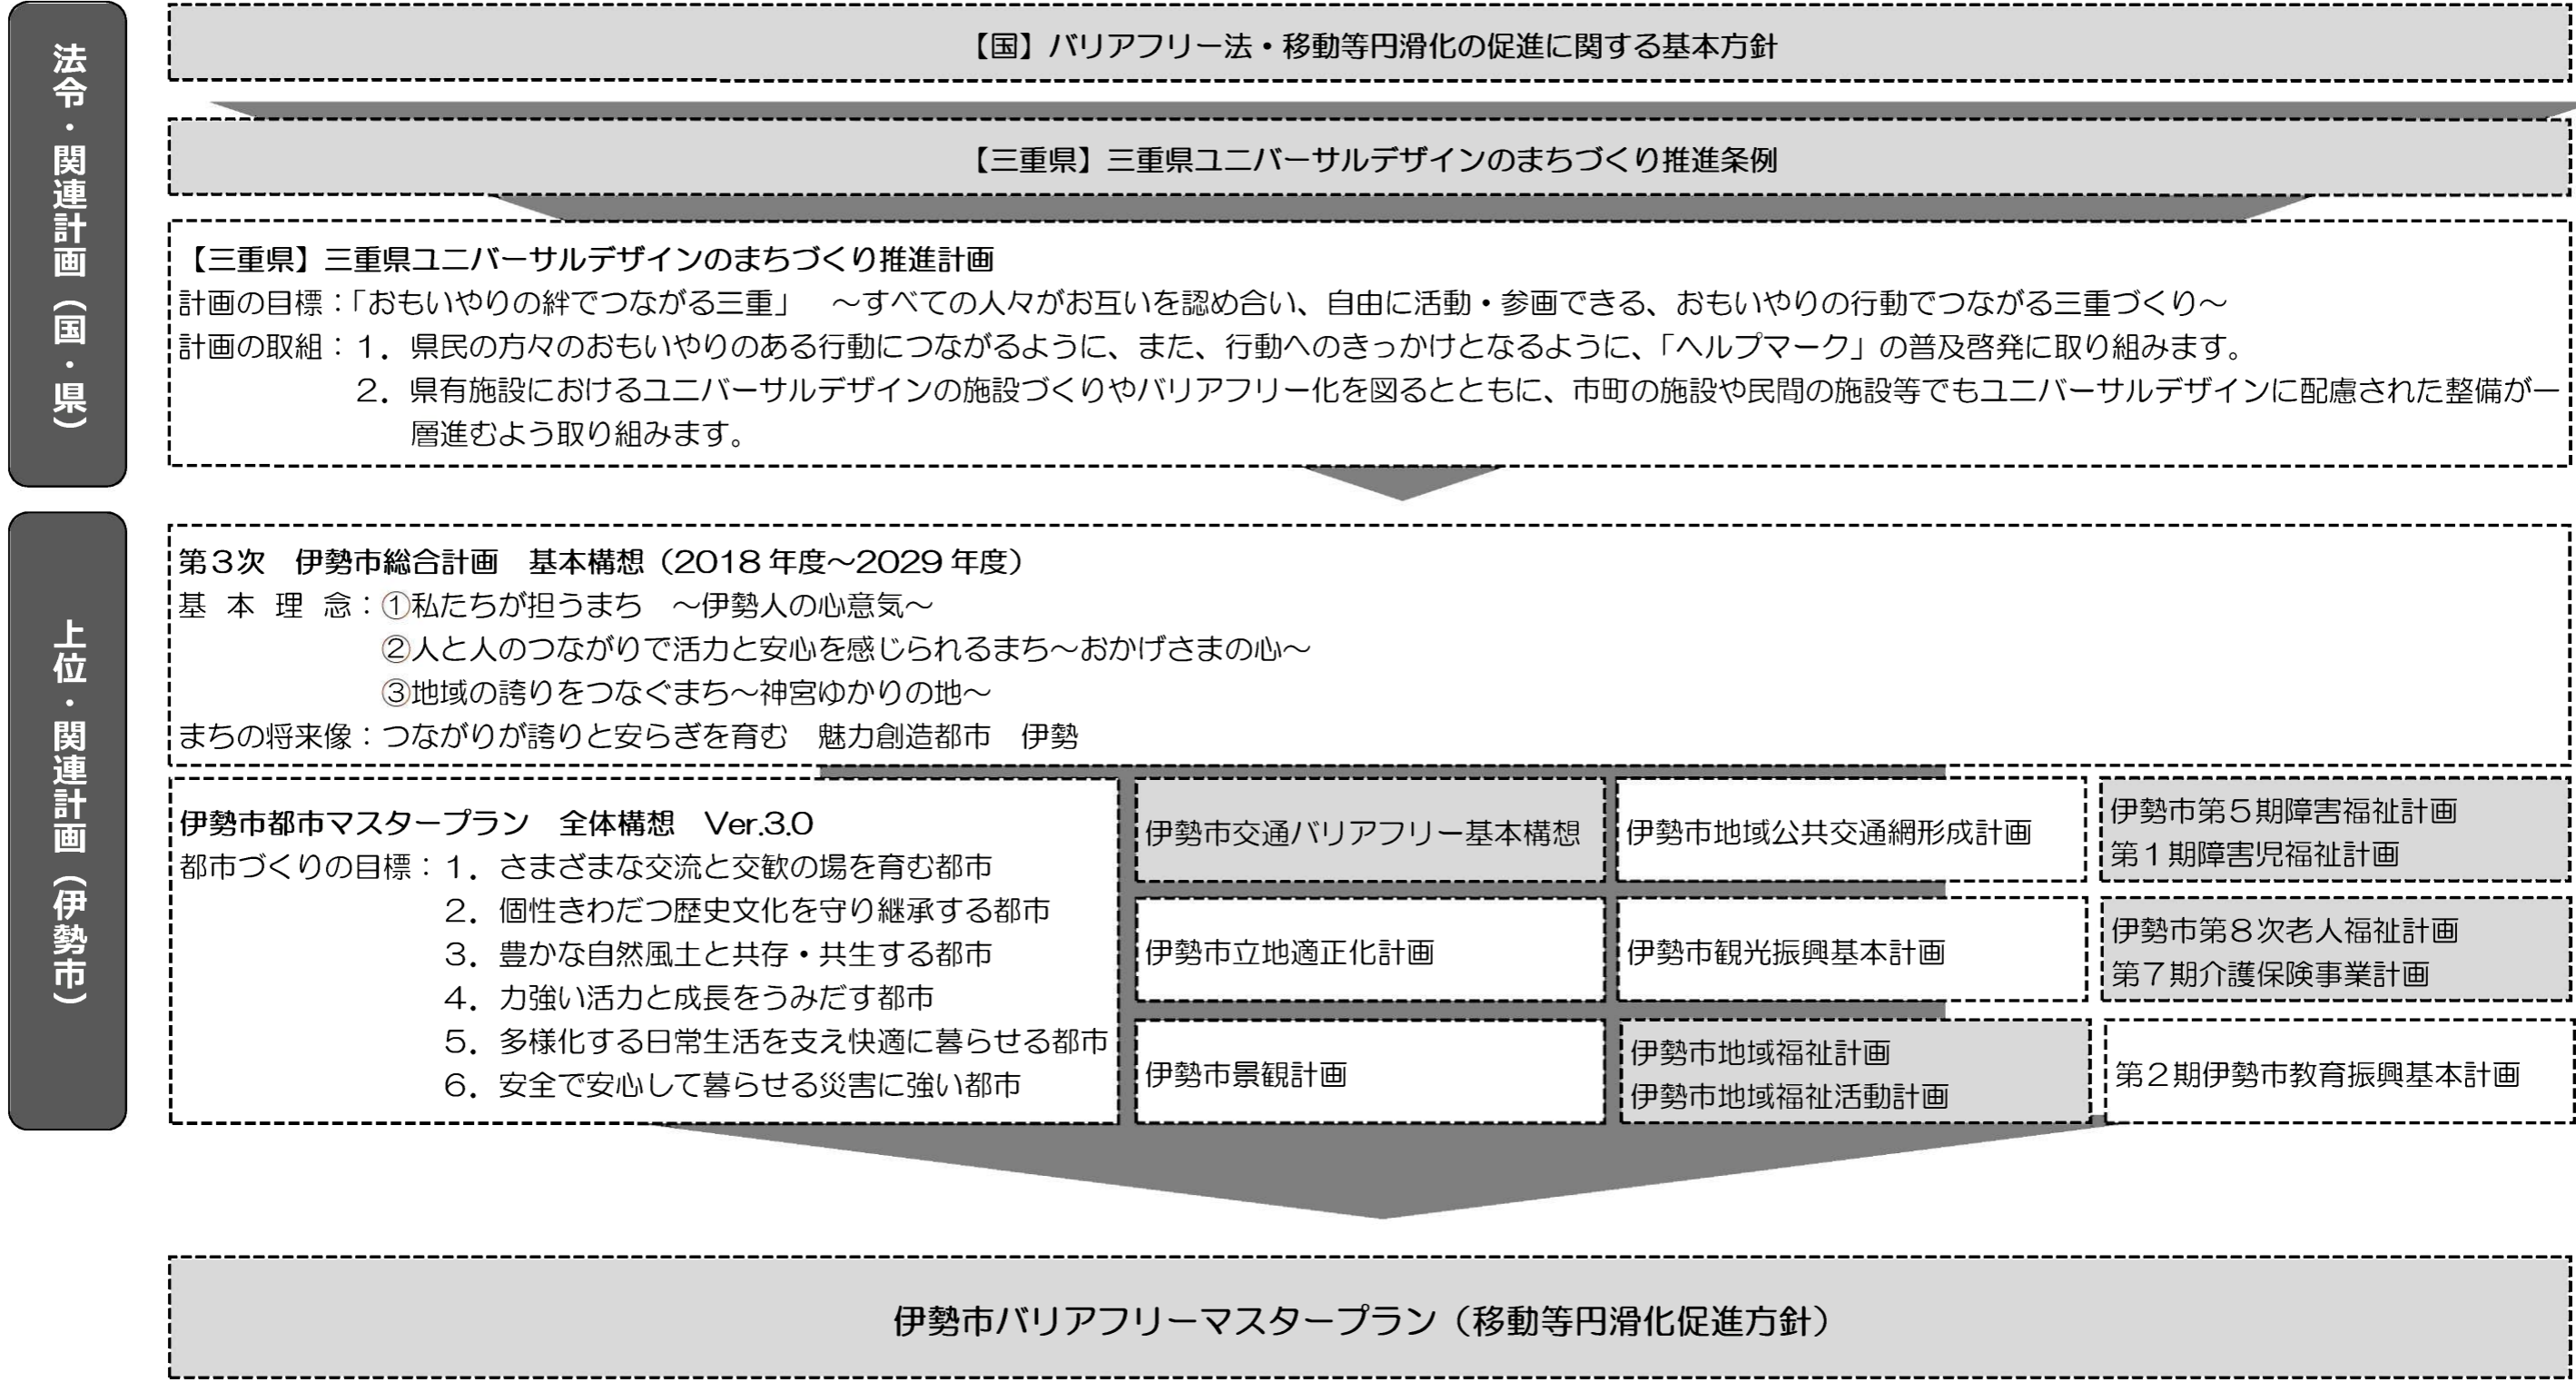 法令・関連計画（国・県）
【国】バリアフリー法・移動等円滑化の促進に関する基本方針
【三重県】三重県ユニバーサルデザインのまちづくり推進条例
【三重県】三重県ユニバーサルデザインのまちづくり推進計画
計画の目標：「おもいやりの絆でつながる三重」　～すべての人々がお互いを認め合い、自由に活動・参画できる、おもいやりの行動でつながる三重づくり～
計画の取組：１．県民の方々のおもいやりのある行動につながるように、また、行動へのきっかけとなるように、「ヘルプマーク」の普及啓発に取り組みます。
２．県有施設におけるユニバーサルデザインの施設づくりやバリアフリー化を図るとともに、市町の施設や民間の施設等でもユニバーサルデザインに配慮された整備が一
層進むよう取り組みます。
上位・関連計画（伊勢市）
第３次　伊勢市総合計画　基本構想（2018 年度～2029 年度）
基 本 理 念：①私たちが担うまち　～伊勢人の心意気～
②人と人のつながりで活力と安心を感じられるまち～おかげさまの心～
③地域の誇りをつなぐまち～神宮ゆかりの地～
まちの将来像：つながりが誇りと安らぎを育む　魅力創造都市　伊勢
伊勢市都市マスタープラン　全体構想　Ver.3.0
都市づくりの目標：１．さまざまな交流と交歓の場を育む都市
２．個性きわだつ歴史文化を守り継承する都市
３．豊かな自然風土と共存・共生する都市
４．力強い活力と成長をうみだす都市
５．多様化する日常生活を支え快適に暮らせる都市
６．安全で安心して暮らせる災害に強い都市
伊勢市交通バリアフリー基本構想
伊勢市地域公共交通網形成計画
伊勢市第５期障害福祉計画
第１期障害児福祉計画
伊勢市立地適正化計画
伊勢市観光振興基本計画
伊勢市第８次老人福祉計画
第７期介護保険事業計画
伊勢市景観計画
伊勢市地域福祉計画
伊勢市地域福祉活動計画
第２期伊勢市教育振興基本計画
伊勢市バリアフリーマスタープラン（移動等円滑化促進方針）